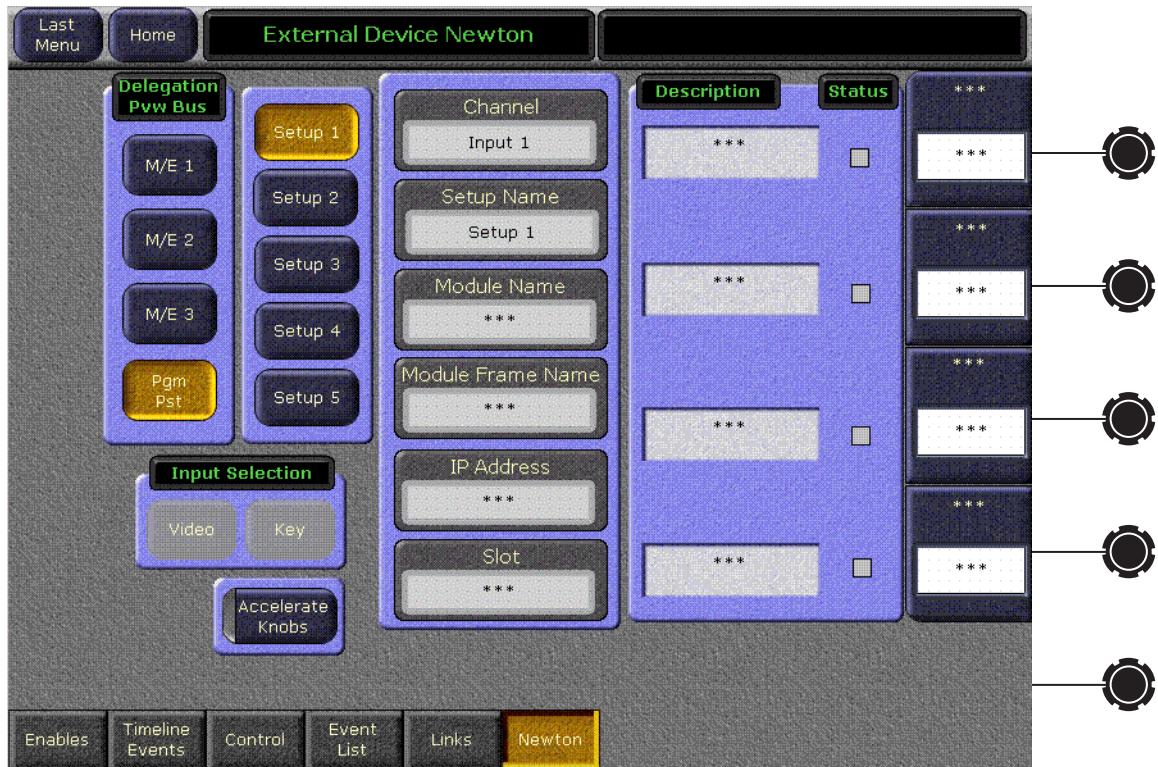 Last
Menu
Home
External Device Newton
Delegation
Pvw Bus
M/E 1
M/E 2
M/E 3
Pgm
Pst
Setup 1
Setup 2
Setup 3
Setup 4
Setup 5
Input Selection
Video
Key
Accelerate
Knobs
Channel
Input 1
Setup Name
Setup 1
Module Name
***
Module Frame Name
***
IP Address
***
Slot
***
Description
Status
***
***
***
***
***
***
***
***
***
***
***
***
Enables
Timeline
Events
Control
Event
List
Links
Newton